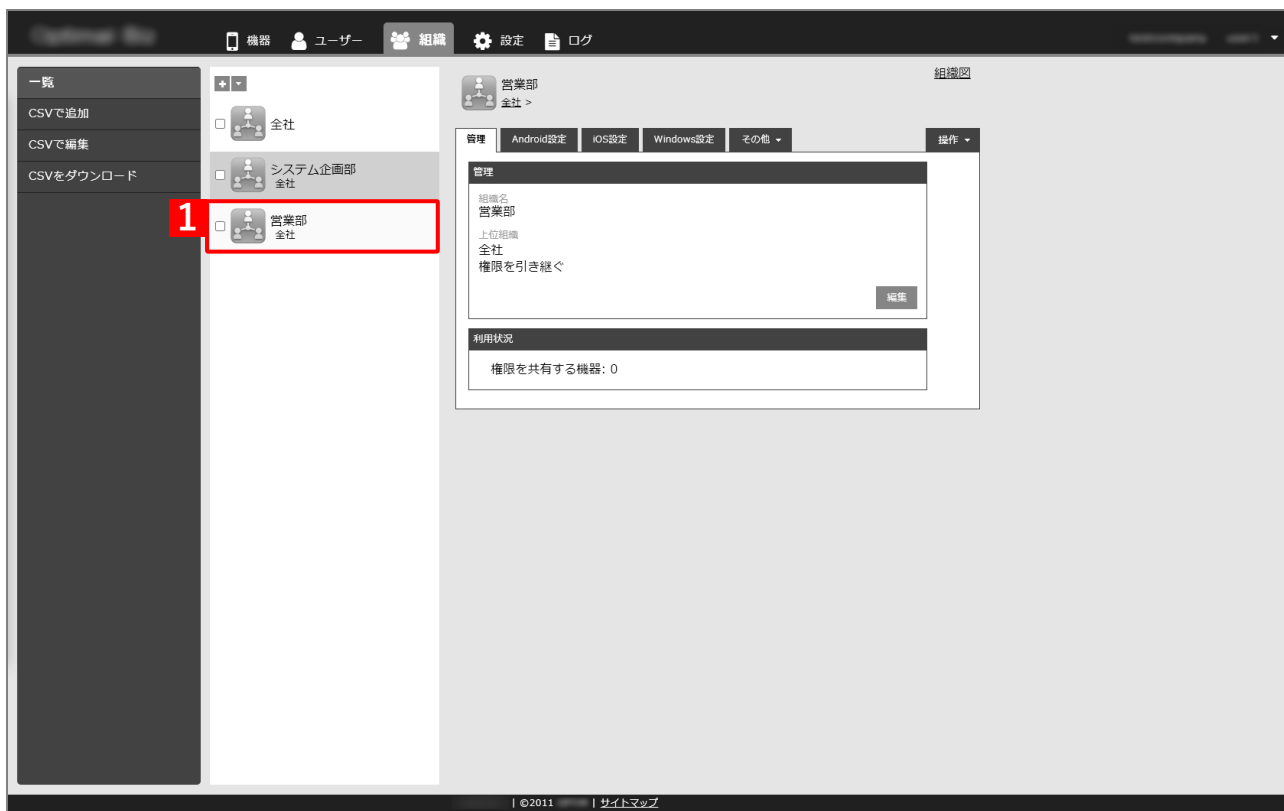 機器 ユーザー 組織 設定 ログ
一覧
CSVで追加
CSVで編集
CSVをダウンロード
全社
システム企画部
全社
1
営業部
全社
組織図
営業部
全社 >
管理 Android設定 iOS設定 Windows設定 その他 操作
管理
組織名
営業部
上位組織
全社
権限を引き継ぐ
編集
利用状況
権限を共有する機器: 0
| ©2011 | サイトマップ